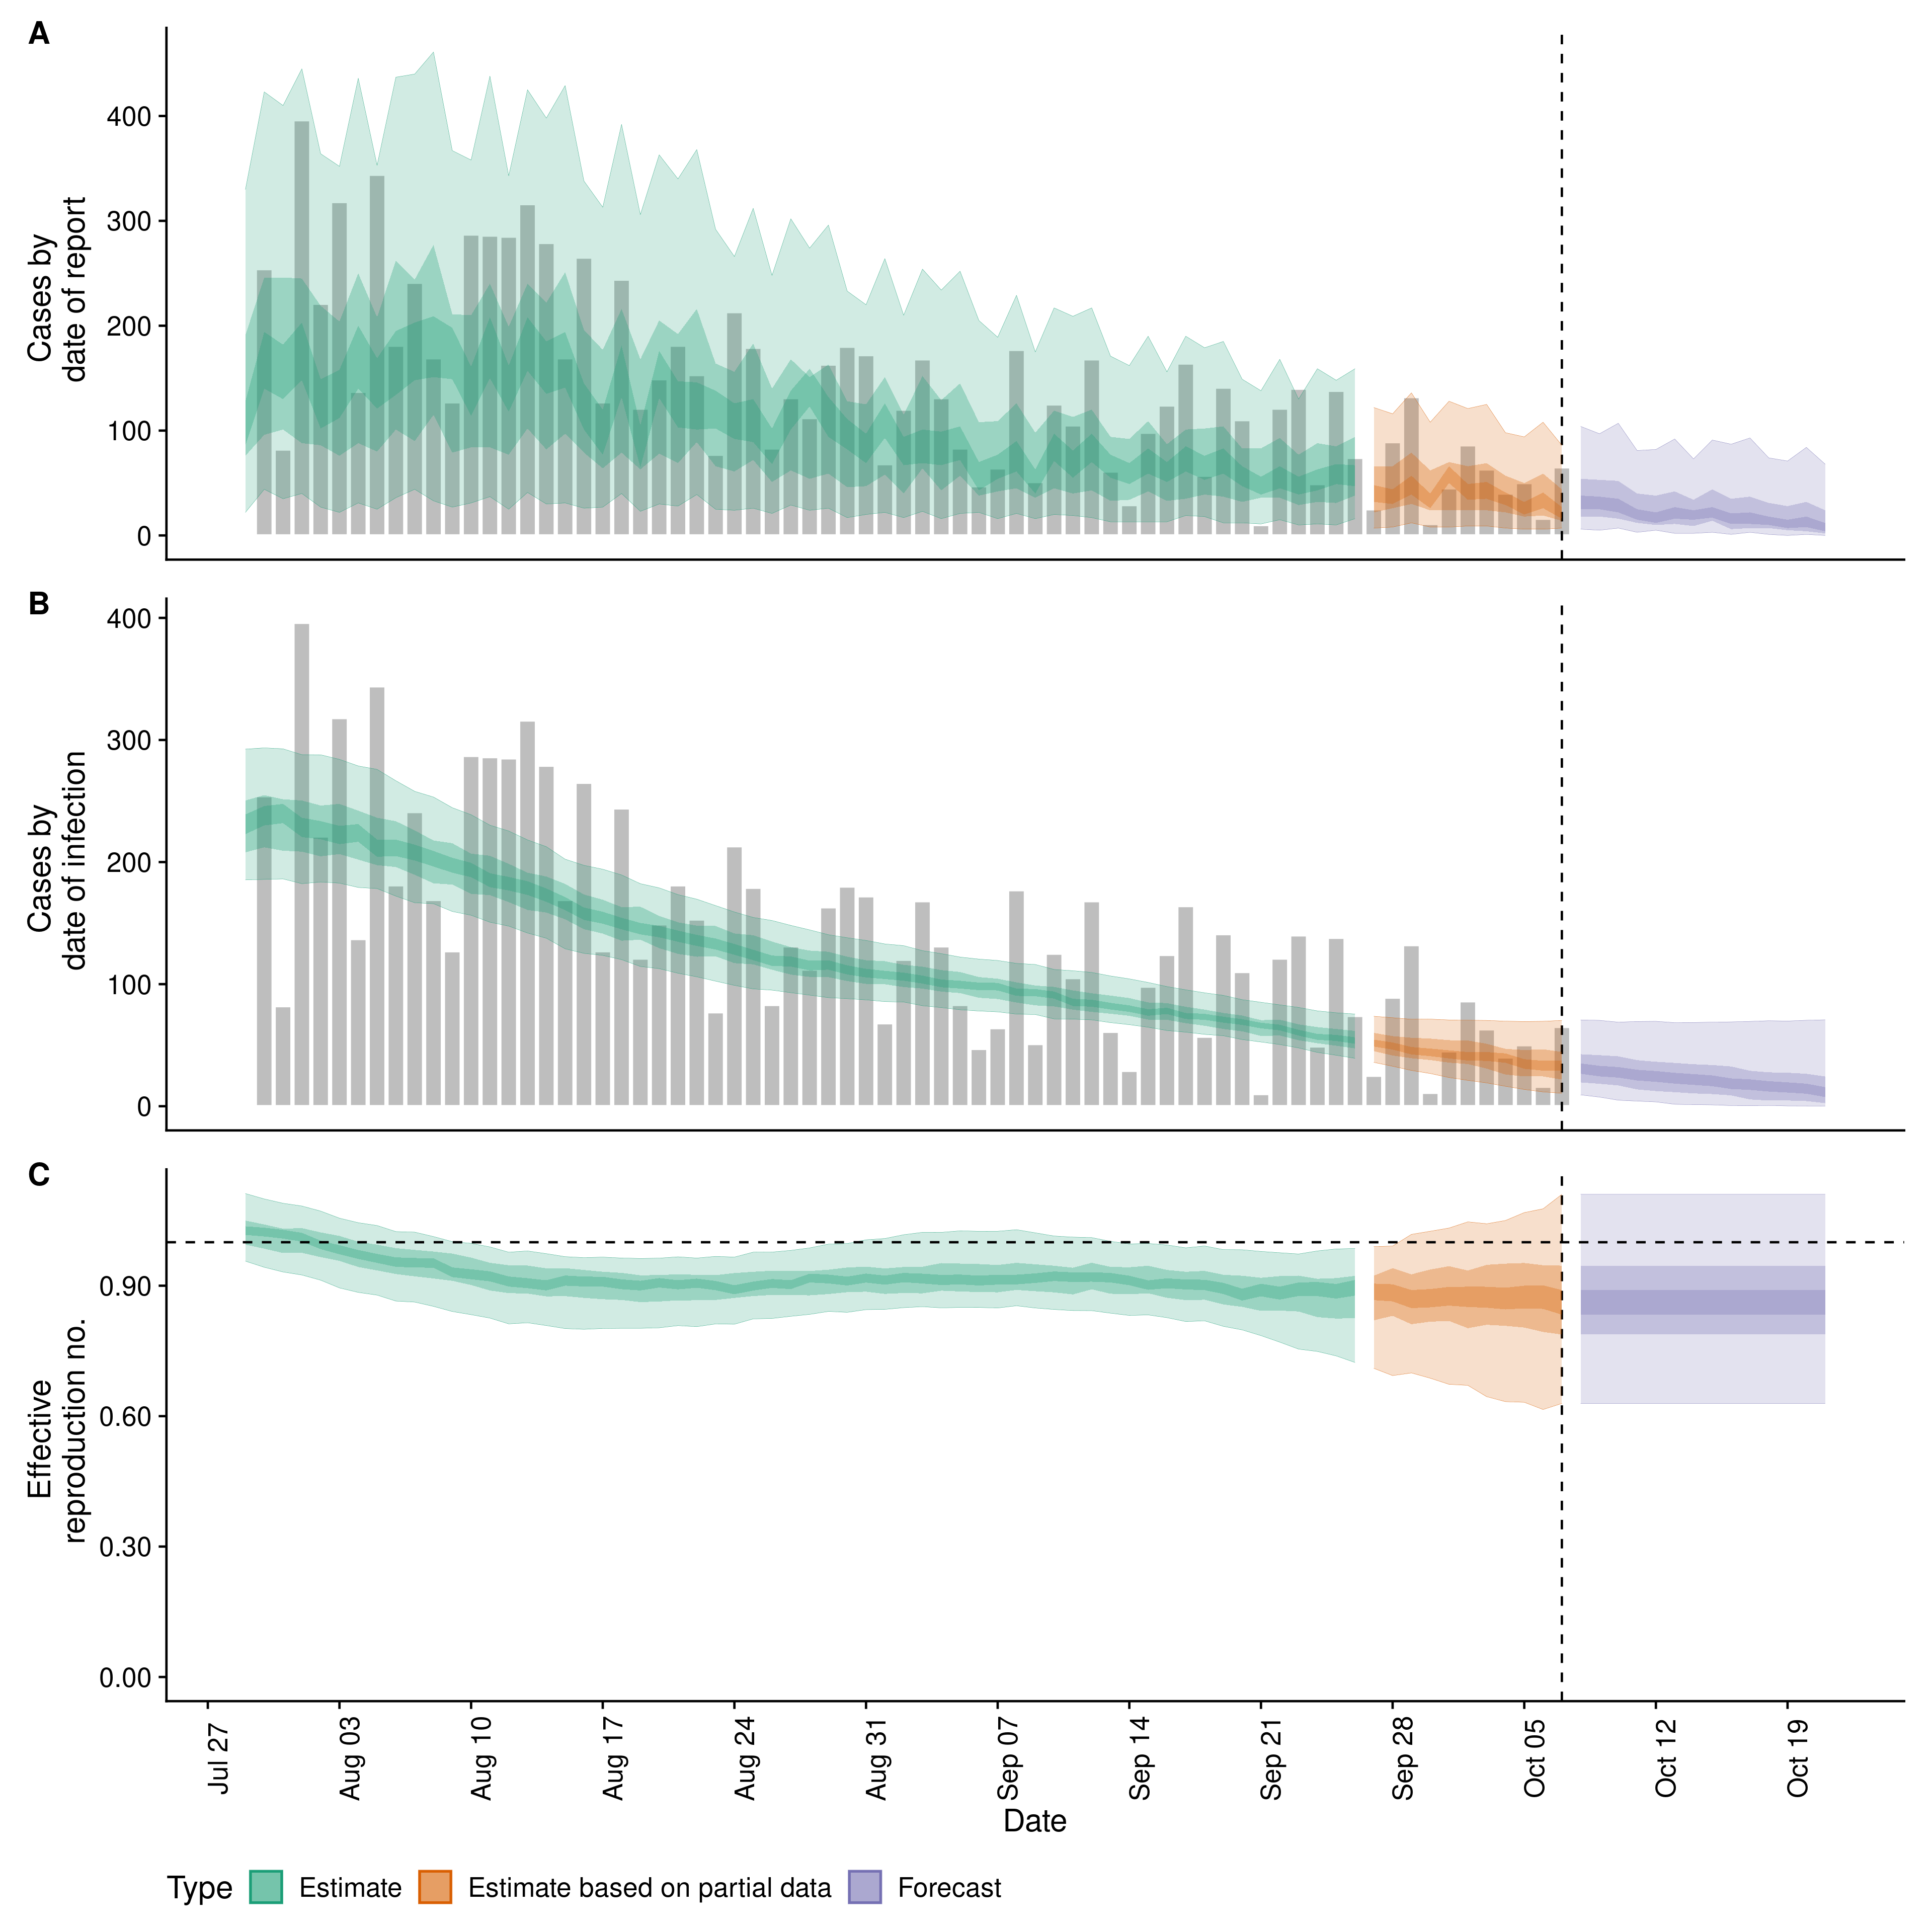 A
Cases by
date of report
400
300
200
100
0
B
Cases by
date of infection
400
300
200
100
0
C
Effective
reproduction no.
0.90
0.60
0.30
0.00
Jul 27
Aug 03
Aug 10
Aug 17
Aug 24
Aug 31
Sep 07
Sep 14
Sep 21
Sep 28
Oct 05
Oct 12
Oct 19
Date
Type Estimate Estimate based on partial data Forecast